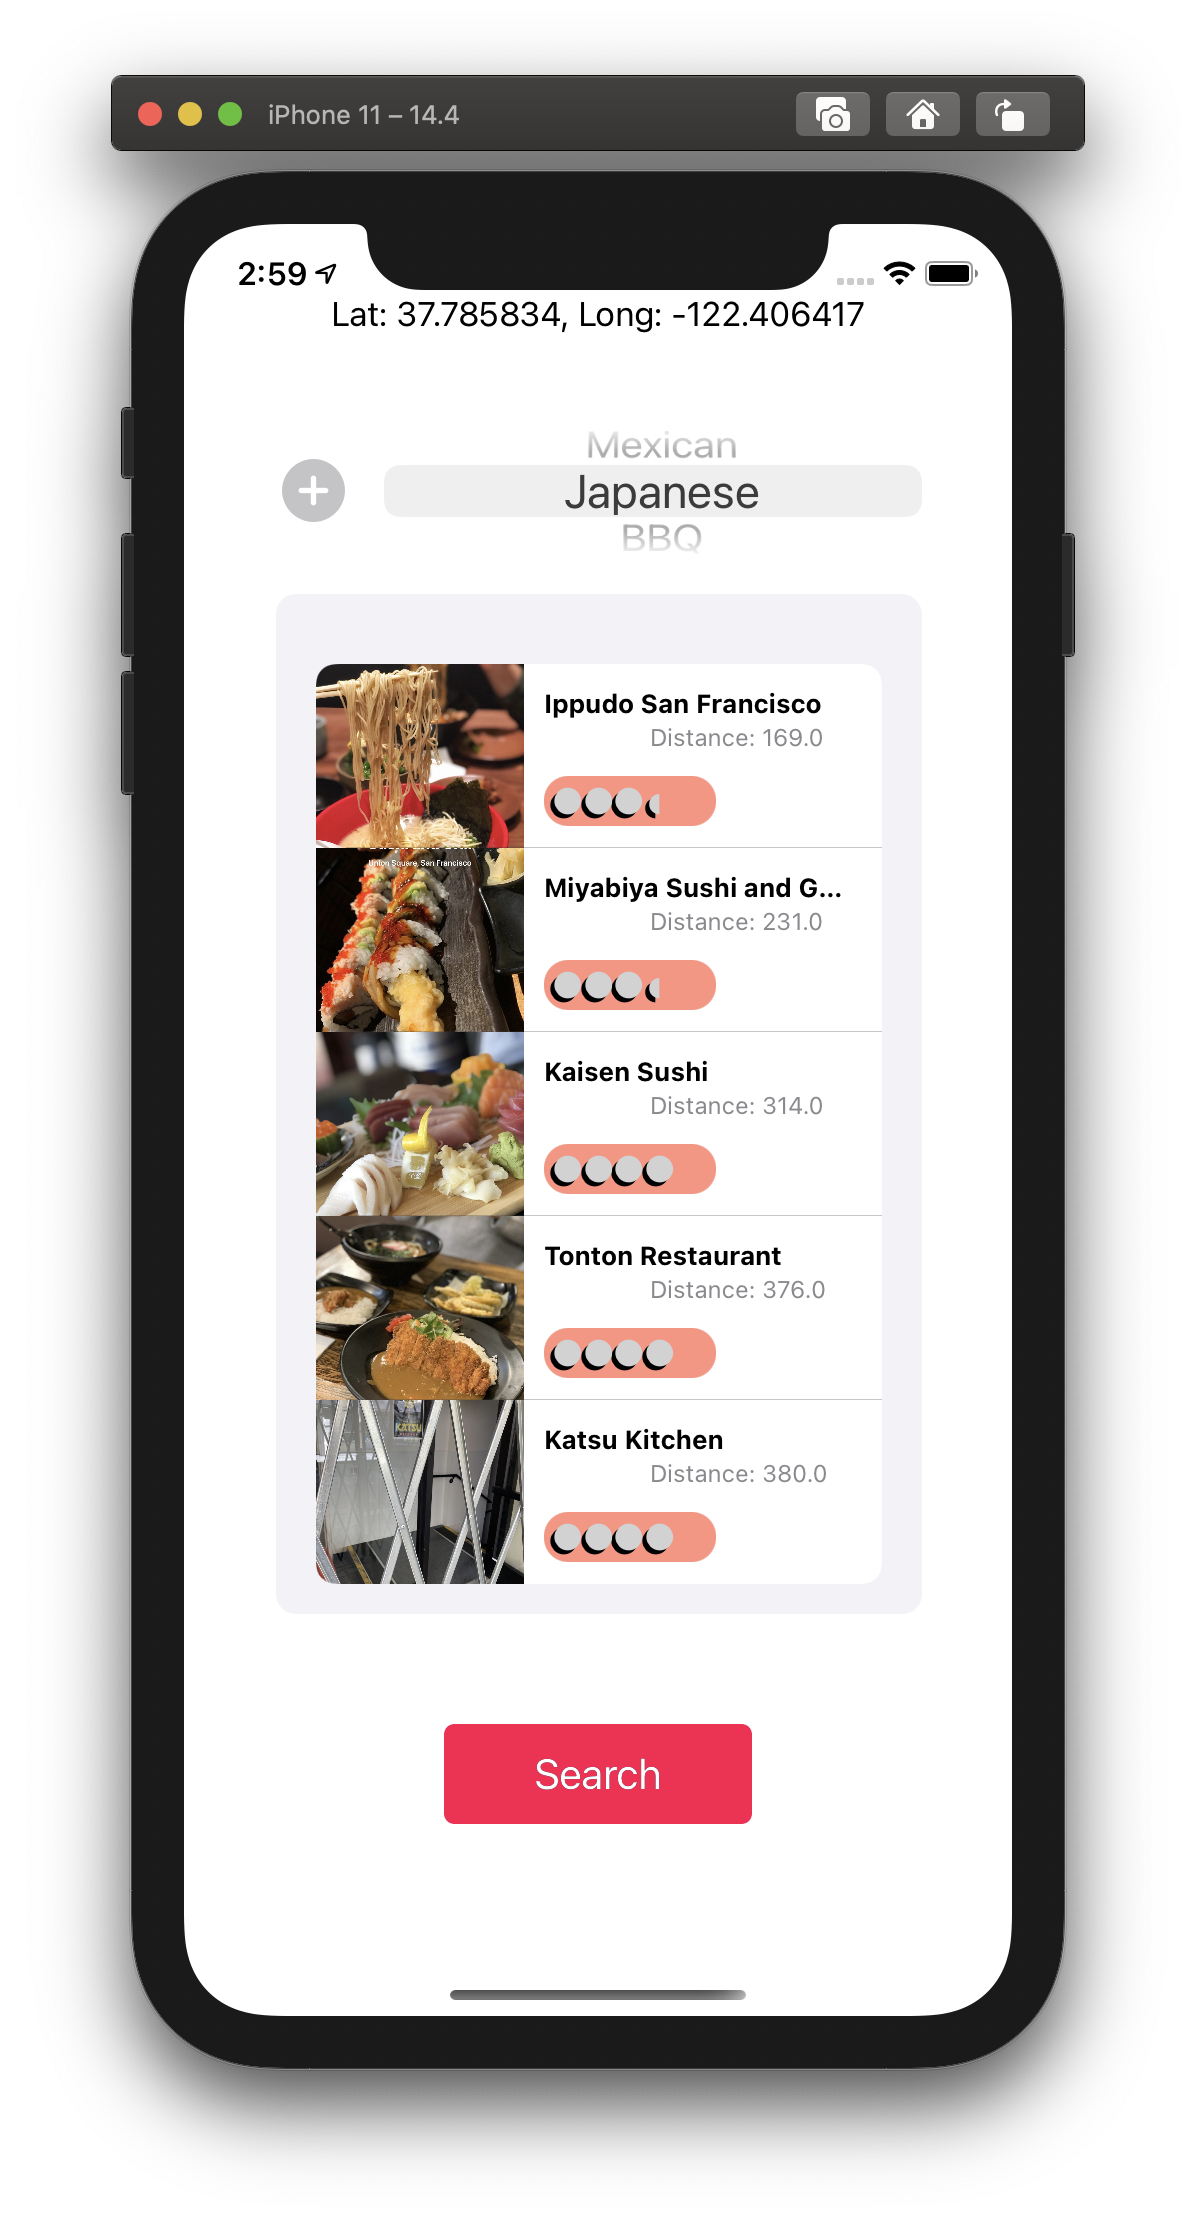 iPhone 11 – 14.4
2:59
Lat: 37.785834, Long: -122.406417
Mexican
Japanese
BBQ
Ippudo San Francisco
Distance: 169.0
Union Square, San Francisco
Miyabiya Sushi and G...
Distance: 231.0
Kaisen Sushi
Distance: 314.0
Tonton Restaurant
Distance: 376.0
KATSU
Katsu Kitchen
Distance: 380.0
Search